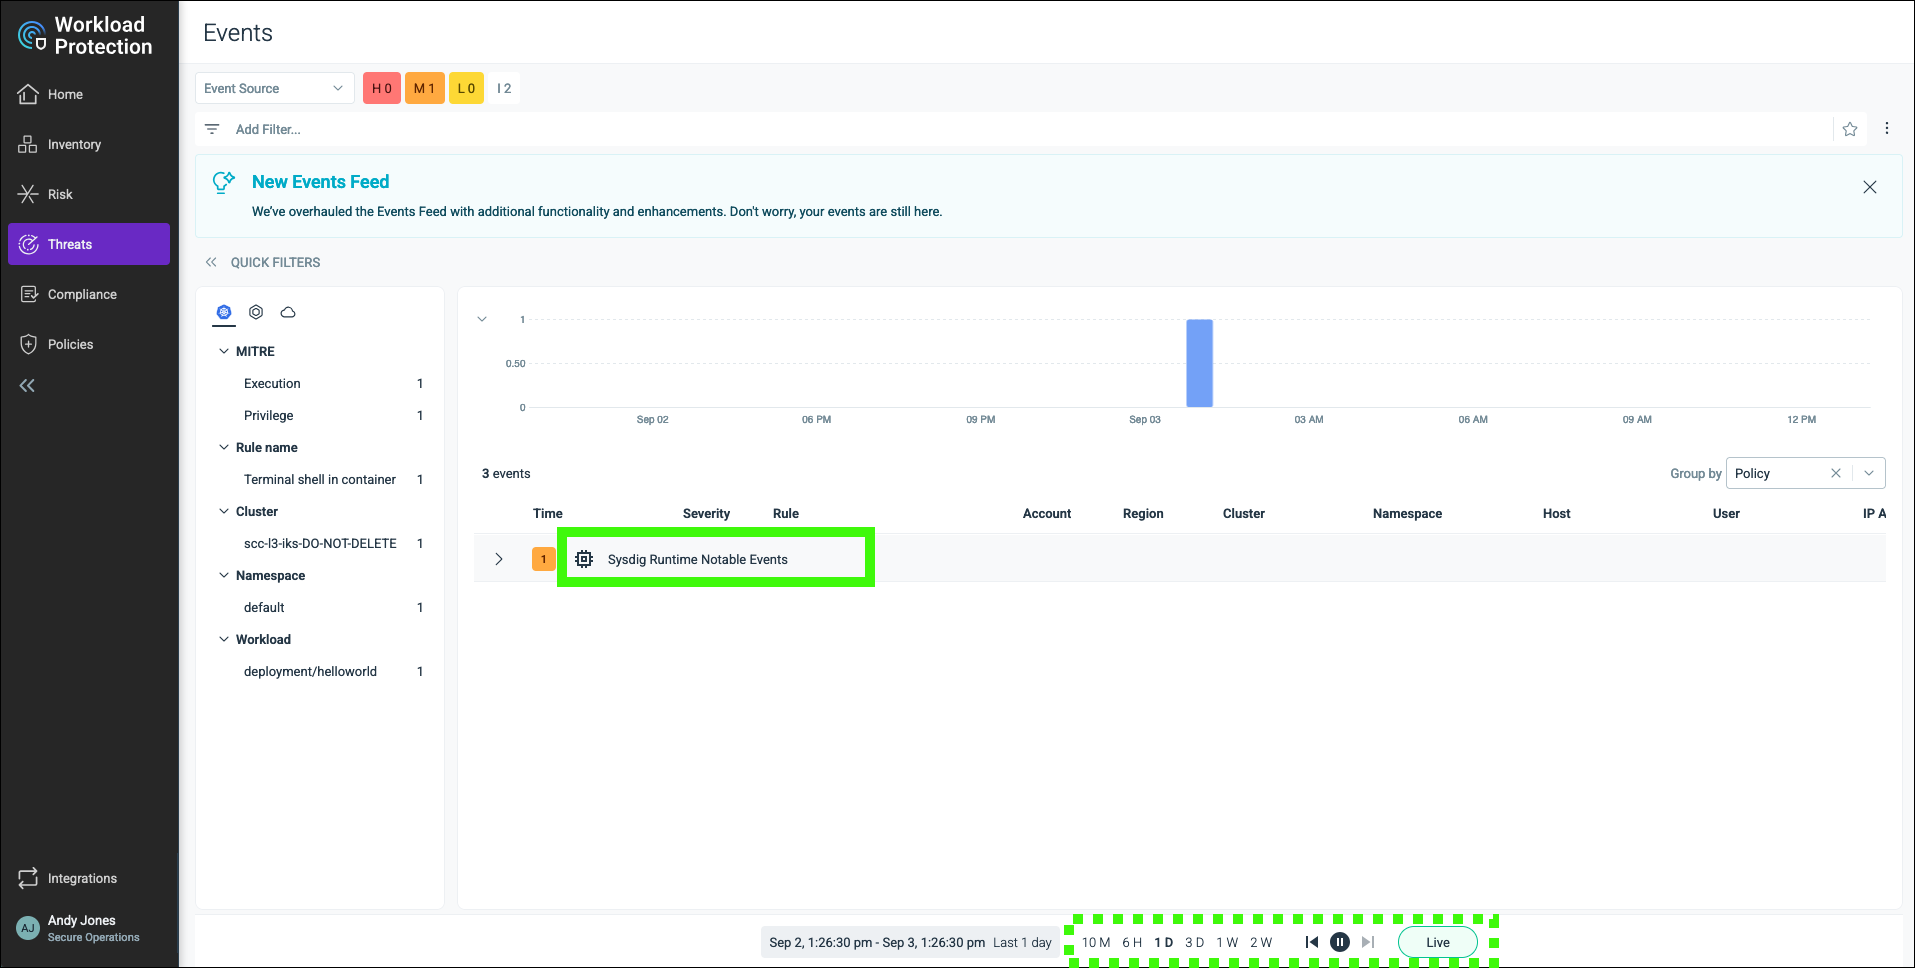 Workload
Protection
Home
Inventory
Risk
Threats
Compliance
Policies
Integrations
AJ
Andy Jones
Secure Operations
Events
Event Source
H 0
M 1
L 0
I 2
Add Filter...
New Events Feed
We've overhauled the Events Feed with additional functionality and enhancements. Don't worry, your events are still here.
QUICK FILTERS
MITRE
Execution 1
Privilege 1
Rule name
Terminal shell in container 1
Cluster
scc-l3-iks-DO-NOT-DELETE 1
Namespace
default 1
Workload
deployment/helloworld 1
1
0.50
0
Sep 02 06 PM 09 PM Sep 03 03 AM 06 AM 09 AM 12 PM
3 events
Group by Policy
Time Severity Rule Account Region Cluster Namespace Host User IP A
1 Sysdig Runtime Notable Events
Sep 2, 1:26:30 pm - Sep 3, 1:26:30 pm Last 1 day 10 M 6 H 1 D 3 D 1 W 2 W Live